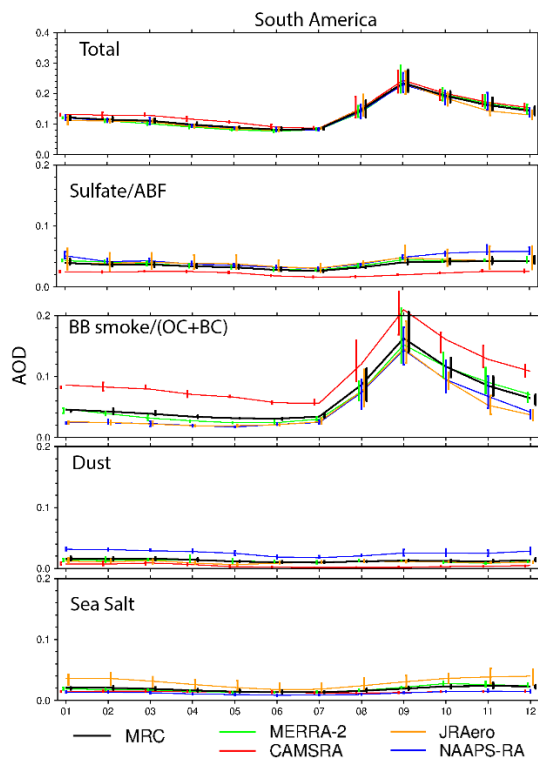 South America
Total
0.4
0.3
0.2
0.1
0.0
Sulfate/ABF
0.2
0.1
0.0
BB smoke/(OC+BC)
0.2
0.1
0.0
AOD
Dust
0.2
0.1
0.0
Sea Salt
0.2
0.1
0.0
01 02 03 04 05 06 07 08 09 10 11 12
MRC MERRA-2 JRAero
CAMSRA NAAPS-RA